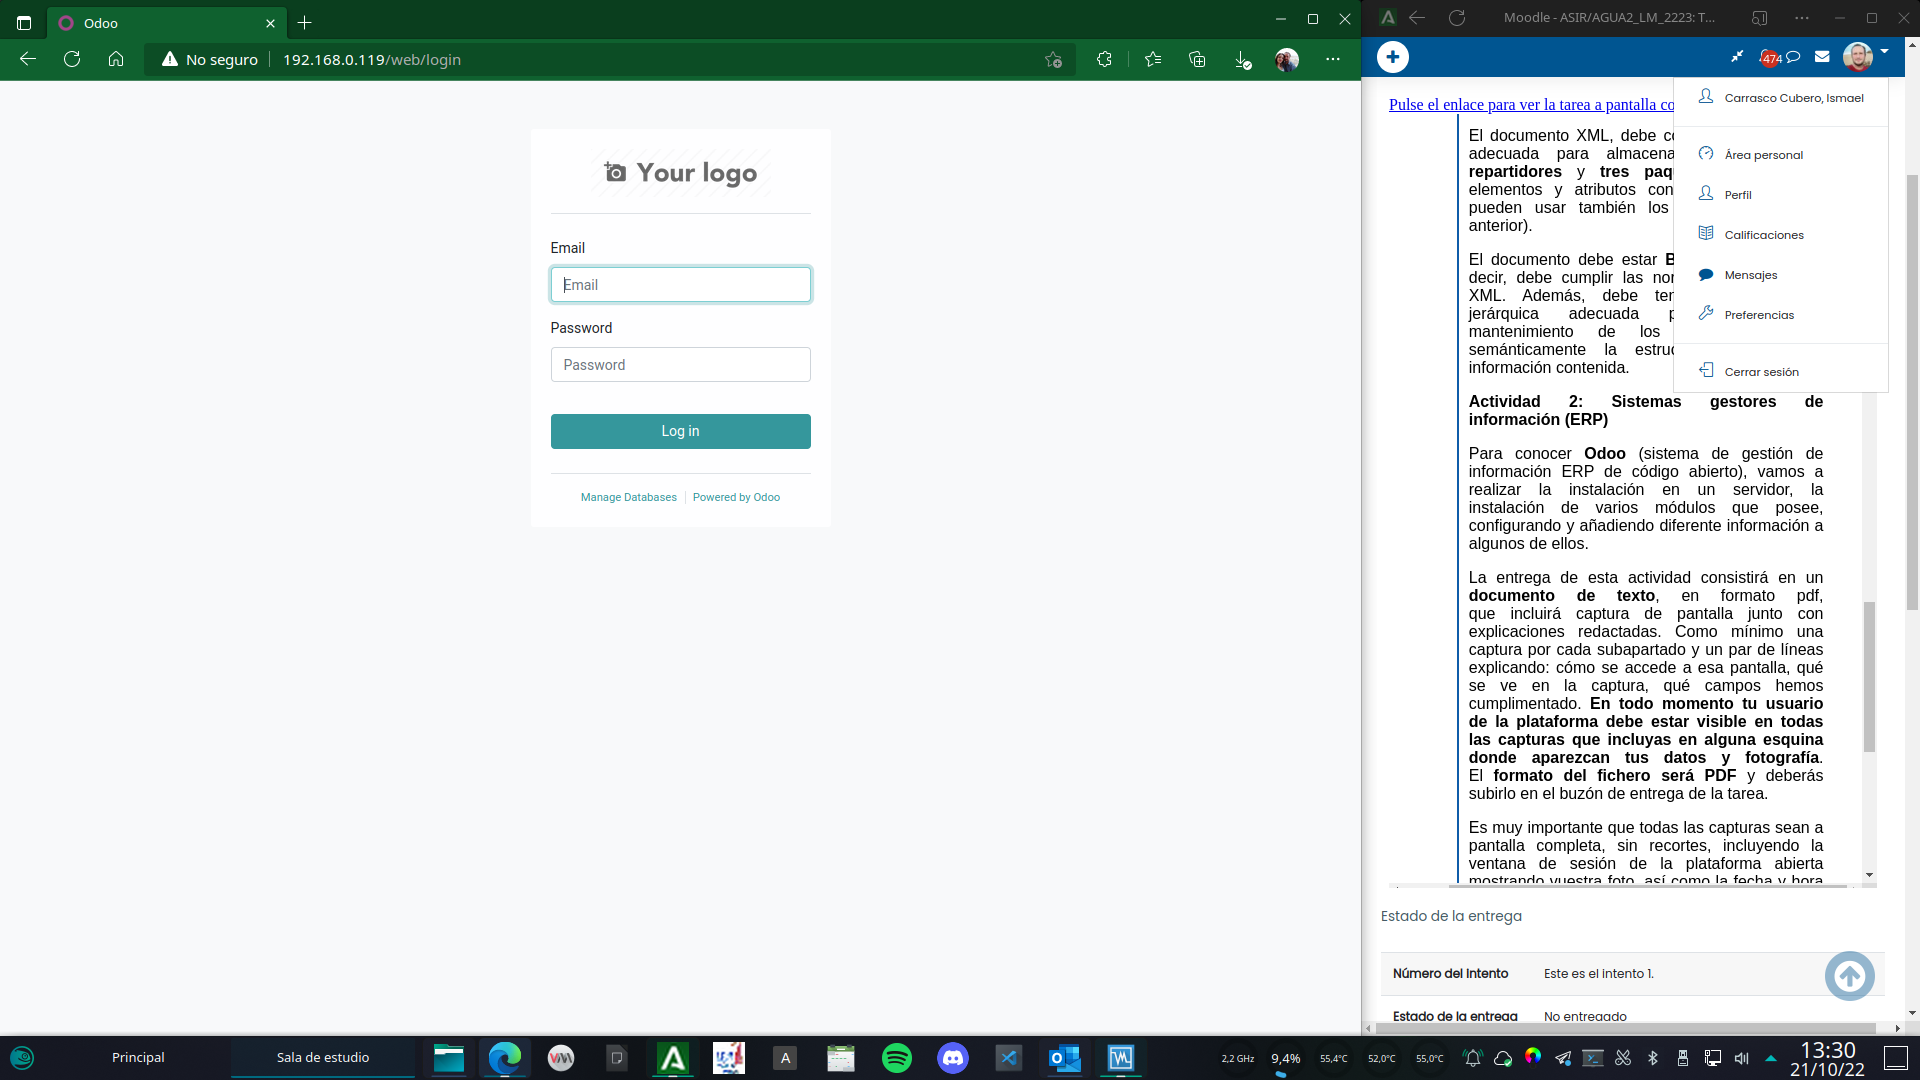 Odoo
No seguro
192.168.0.119/web/login
Your logo
Email
Email
Password
Password
Log in
Manage Databases
Powered by Odoo
Moodle - ASIR/AGUA2_LM_2223: T...
474
Pulse el enlace para ver la tarea a pantalla co
Carrasco Cubero, Ismael
Área personal
Perfil
Calificaciones
Mensajes
Preferencias
Cerrar sesión
El documento XML, debe co
adecuada para almacena
repartidores y tres paq
elementos y atributos con
pueden usar también los
anterior).
El documento debe estar B
decir, debe cumplir las nor
XML. Además, debe ten
jerárquica adecuada p
mantenimiento de los
semánticamente la estruc
información contenida.
Actividad 2: Sistemas gestores de
información (ERP)
Para conocer Odoo (sistema de gestión de
información ERP de código abierto), vamos a
realizar la instalación en un servidor, la
instalación de varios módulos que posee,
configurando y añadiendo diferente información a
algunos de ellos.
La entrega de esta actividad consistirá en un
documento de texto, en formato pdf,
que incluirá captura de pantalla junto con
explicaciones redactadas. Como mínimo una
captura por cada subapartado y un par de líneas
explicando: cómo se accede a esa pantalla, qué
se ve en la captura, qué campos hemos
cumplimentado. En todo momento tu usuario
de la plataforma debe estar visible en todas
las capturas que incluyas en alguna esquina
donde aparezcan tus datos y fotografía.
El formato del fichero será PDF y deberás
subirlo en el buzón de entrega de la tarea.
Es muy importante que todas las capturas sean a
pantalla completa, sin recortes, incluyendo la
ventana de sesión de la plataforma abierta
mostrando vuestra foto, así como la fecha y hora
Estado de la entrega
Número del intento
Este es el intento 1.
Estado de la entrega
No entregado
Principal
Sala de estudio
2,2 GHz
9,4%
55,4°C
52,0°C
55,0°C
13:30
21/10/22